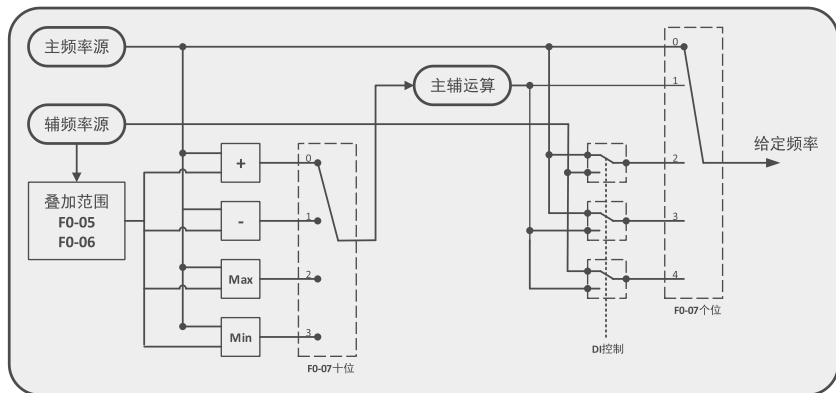 主频率源
辅频率源
叠加范围
F0-05
F0-06
+
-
Max
Min
0
1
2
3
F0-07十位
主辅运算
DI控制
0
1
2
3
4
F0-07个位
给定频率